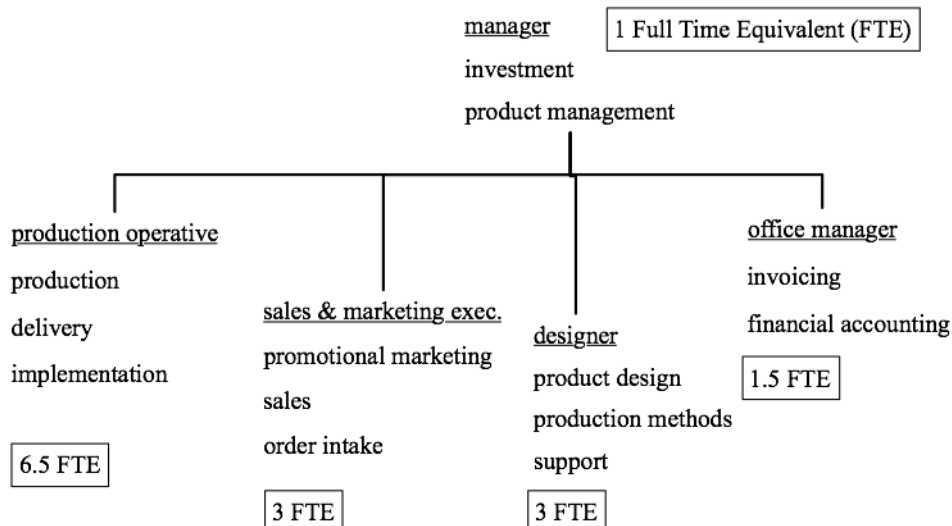 manager
1 Full Time Equivalent (FTE)
investment
product management
production operative
production
delivery
implementation
6.5 FTE
sales & marketing exec.
promotional marketing
sales
order intake
3 FTE
designer
product design
production methods
support
3 FTE
office manager
invoicing
financial accounting
1.5 FTE